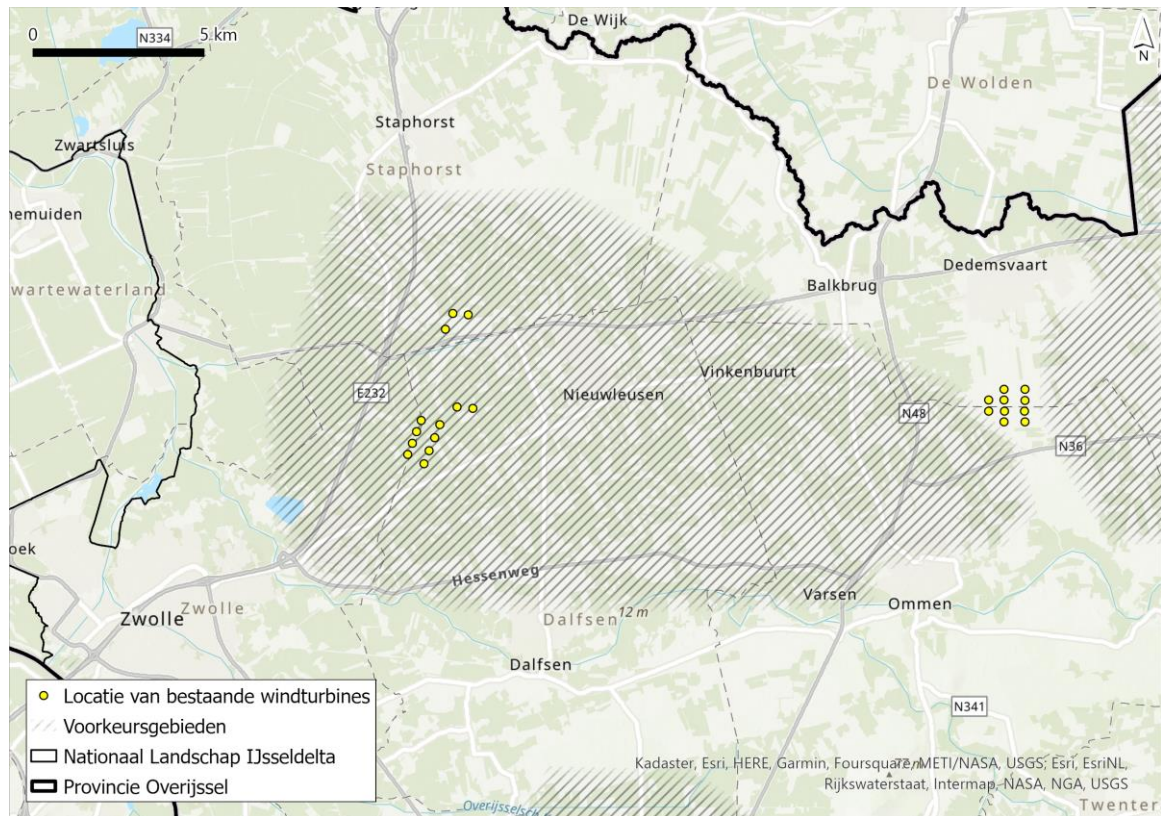 De Wijk
0 5 km
N334
N
De Wolden
Staphorst
Zwartsluis
Staphorst
nemuiden
Dedemsvaart
Balkbrug
wartewaterland
Vinkenbuurt
E232
Nieuwleusen
N48
N36
oek
Hessenweg
Varsen
Ommen
Zwolle
Zwolle
Dalfsen
12 m
Dalfsen
N341
Locatie van bestaande windturbines
Voorkeursgebieden
Nationaal Landschap IJsseldelta
Provincie Overijssel
Kadaster, Esri, HERE, Garmin, Foursquare, METI/NASA, USGS; Esri, EsriNL,
Rijkswaterstaat, Intermap, NASA, NGA, USGS
Overijsselsch
Twenter